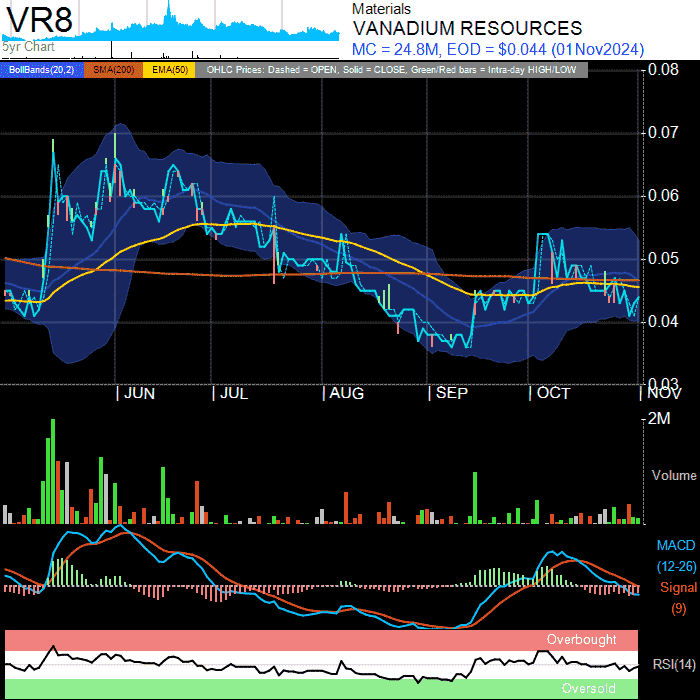 VR8
5yr Chart
Materials
VANADIUM RESOURCES
MC = 24.8M, EOD = $0.044 (01Nov2024)
BollBands(20,2) SMA(200) EMA(50) OHLC Prices: Dashed = OPEN, Solid = CLOSE, Green/Red bars = Intra-day HIGH/LOW
0.08
0.07
0.06
0.05
0.04
0.03
JUN JUL AUG SEP OCT NOV
2M
Volume
MACD
(12-26)
Signal
(9)
Overbought
RSI(14)
Oversold